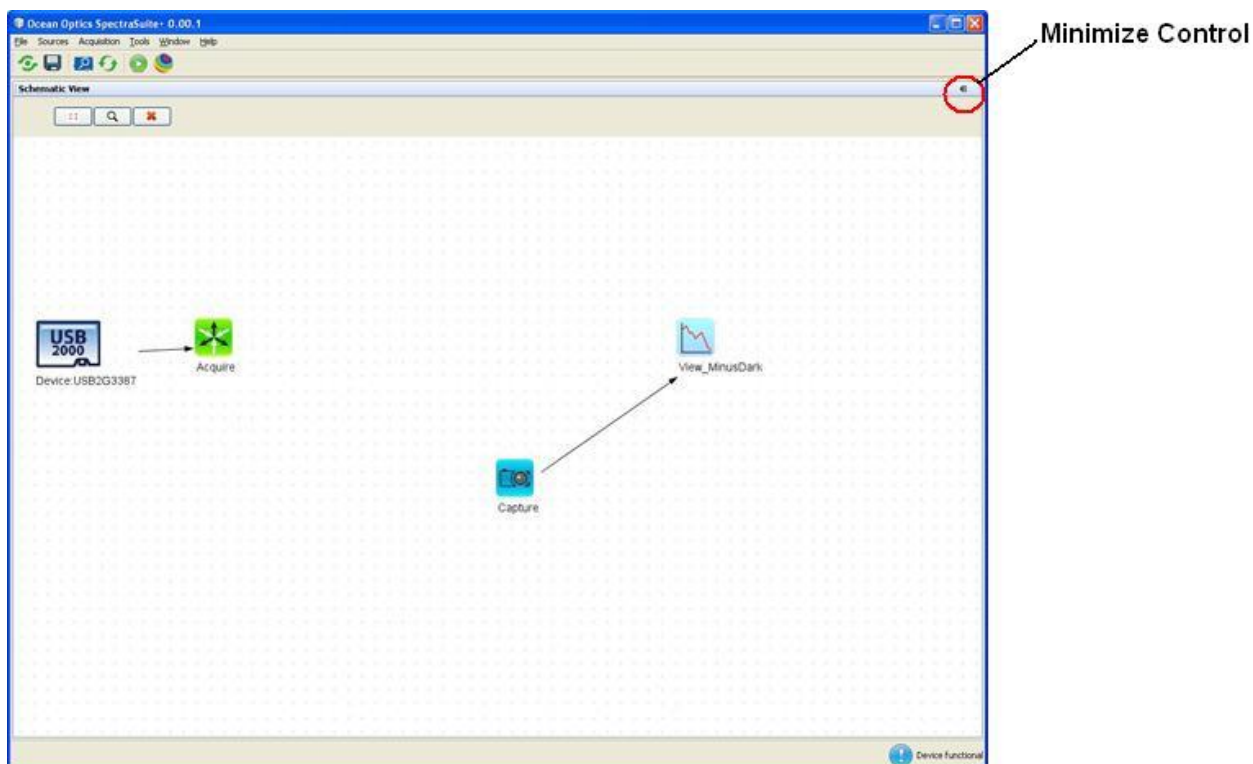 Ocean Optics SpectraSuite- 0.00.1
Minimize Control
File Sources Acquisition Tools Window Help
Schematic View
USB
2000
Device:USB2G3387
Acquire
View_MinusDark
Capture
Device functional